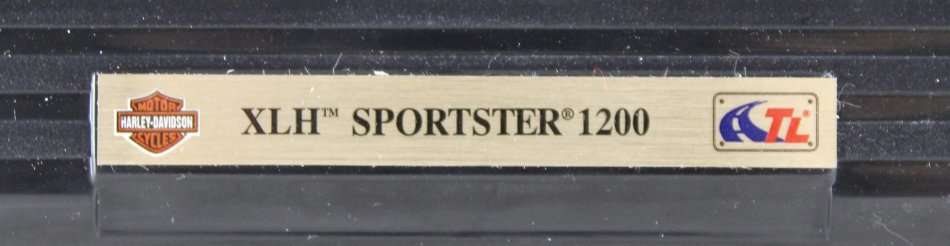 MOTOR
HARLEY-DAVIDSON
CYCLES
XLH™ SPORTSTER® 1200
TL